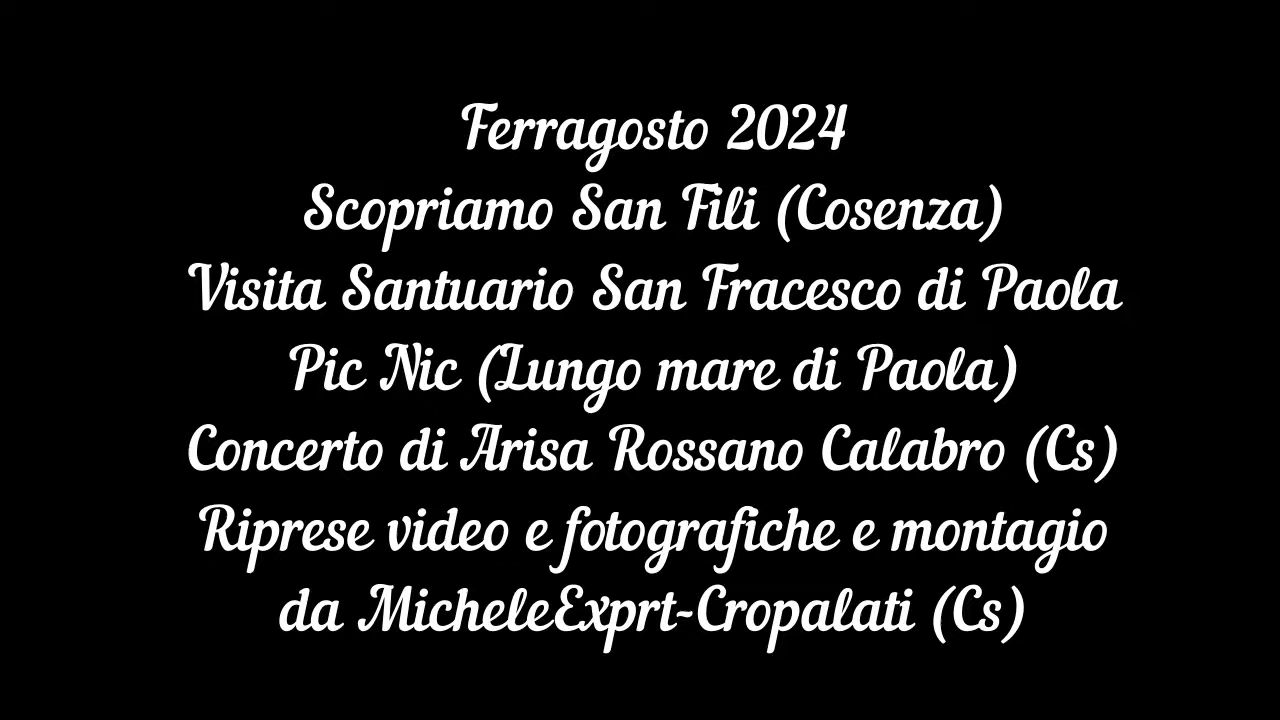 Ferragosto 2024
Scopriamo San Fili (Cosenza)
Visita Santuario San Fracesco di Paola
Pic Nic (Lungo mare di Paola)
Concerto di Arisa Rossano Calabro (Cs)
Riprese video e fotografiche e montagio
da MicheleExprt-Cropalati (Cs)